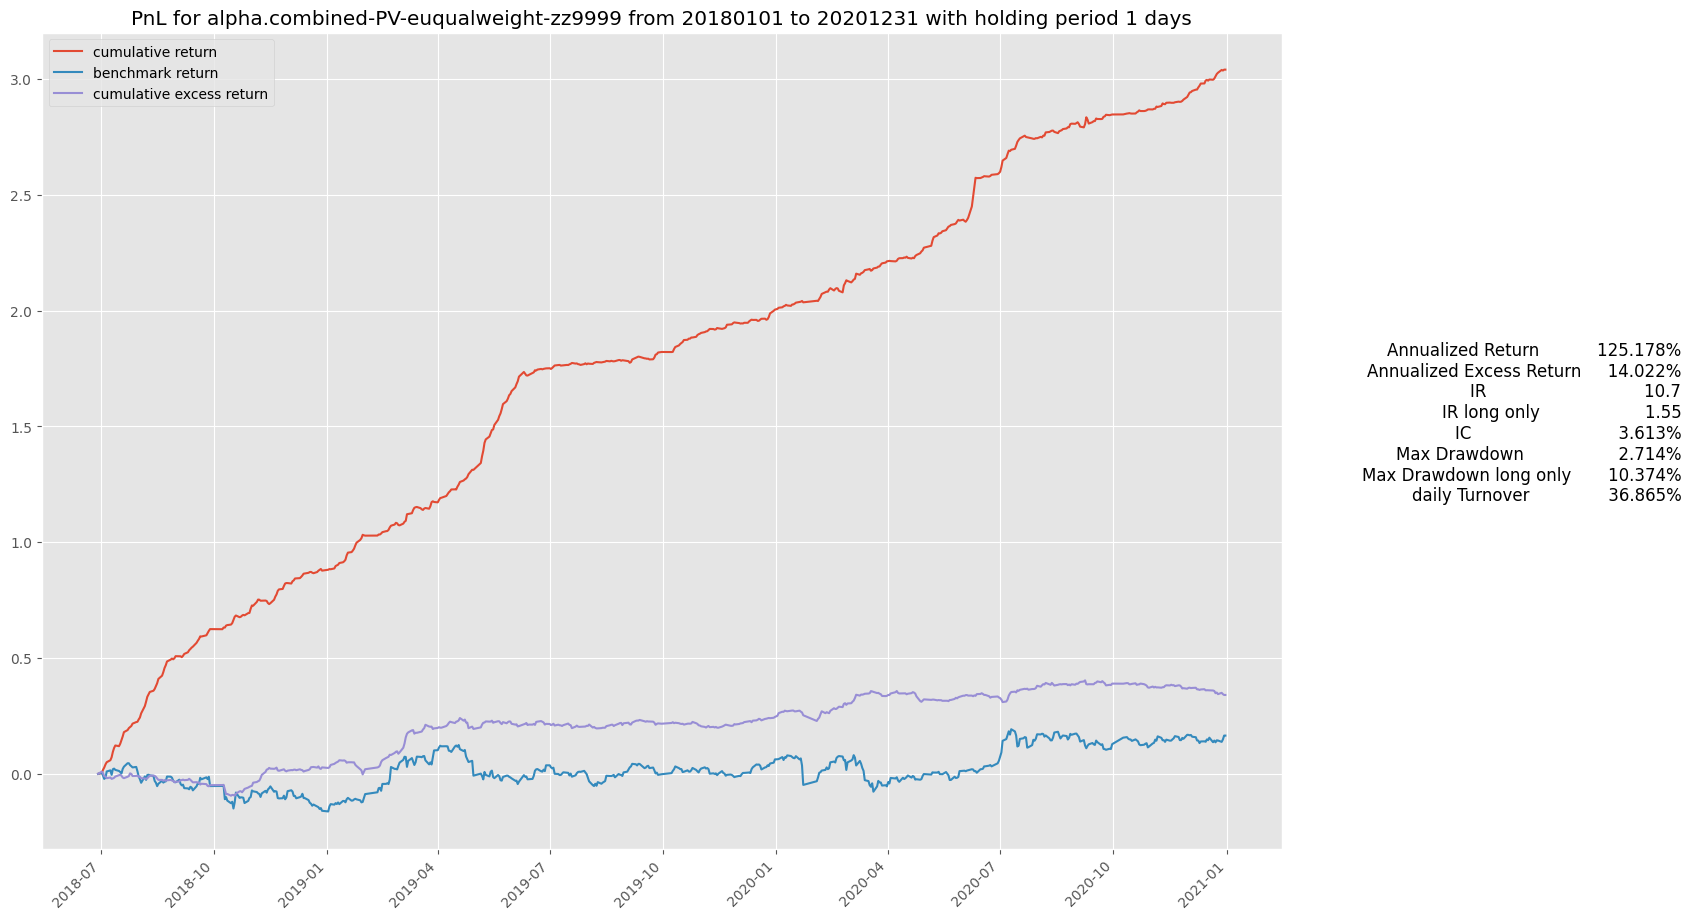 PnL for alpha.combined-PV-euqualweight-zz9999 from 20180101 to 20201231 with holding period 1 days
cumulative return
benchmark return
cumulative excess return
3.0
2.5
2.0
1.5
1.0
0.5
0.0
2018-07
2018-10
2019-01
2019-04
2019-07
2019-10
2020-01
2020-04
2020-07
2020-10
2021-01
Annualized Return 125.178%
Annualized Excess Return 14.022%
IR 10.7
IR long only 1.55
IC 3.613%
Max Drawdown 2.714%
Max Drawdown long only 10.374%
daily Turnover 36.865%